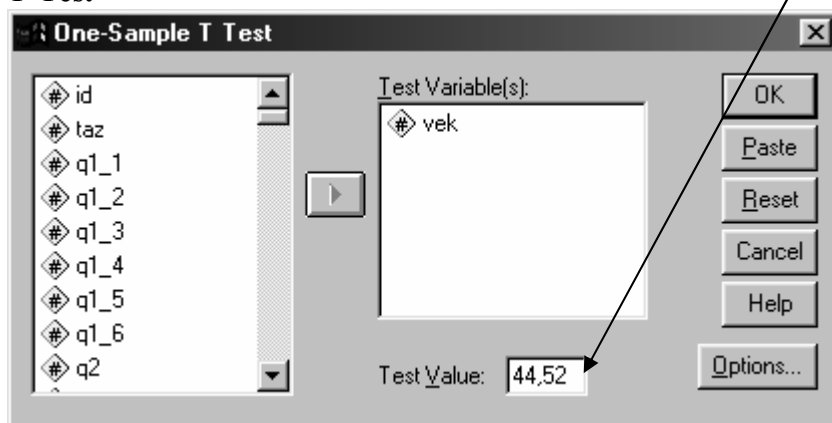 One-Sample T Test
id
taz
q1_1
q1_2
q1_3
q1_4
q1_5
q1_6
q2
Test Variable(s):
vek
Test Value: 44,52
OK
Paste
Reset
Cancel
Help
Options...